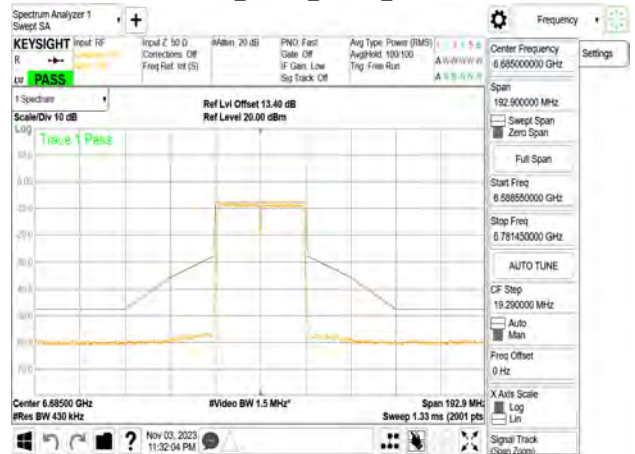 Spectrum Analyzer 1
Swept SA
Frequency
KEYSIGHT
Input: RF
Input Z: 50 Ω
Corrections: Off
Freq Ref: Int (S)
#Atten: 20 dB
PNO: Fast
Gate: Off
IF Gain: Low
Sig Track: Off
Avg Type: Power (RMS)
Avg|Hold: 100/100
Trig: Free Run
R
LV PASS
1 Spectrum
Scale/Div 10 dB
Ref Lvl Offset 13.40 dB
Ref Level 20.00 dBm
Log
Trace 1 Pass
10.0
0.00
Center 6.68500 GHz
#Res BW 430 kHz
#Video BW 1.5 MHz*
Span 192.9 MHz
Sweep 1.33 ms (2001 pts
Nov 03, 2023
11:32:04 PM
Center Frequency
6.685000000 GHz
Settings
Span
192.900000 MHz
Swept Span
Zero Span
Full Span
Start Freq
6.588550000 GHz
Stop Freq
6.781450000 GHz
AUTO TUNE
CF Step
19.290000 MHz
Auto
Man
Freq Offset
0 Hz
X Axis Scale
Log
Lin
Signal Track
(Span Zoom)